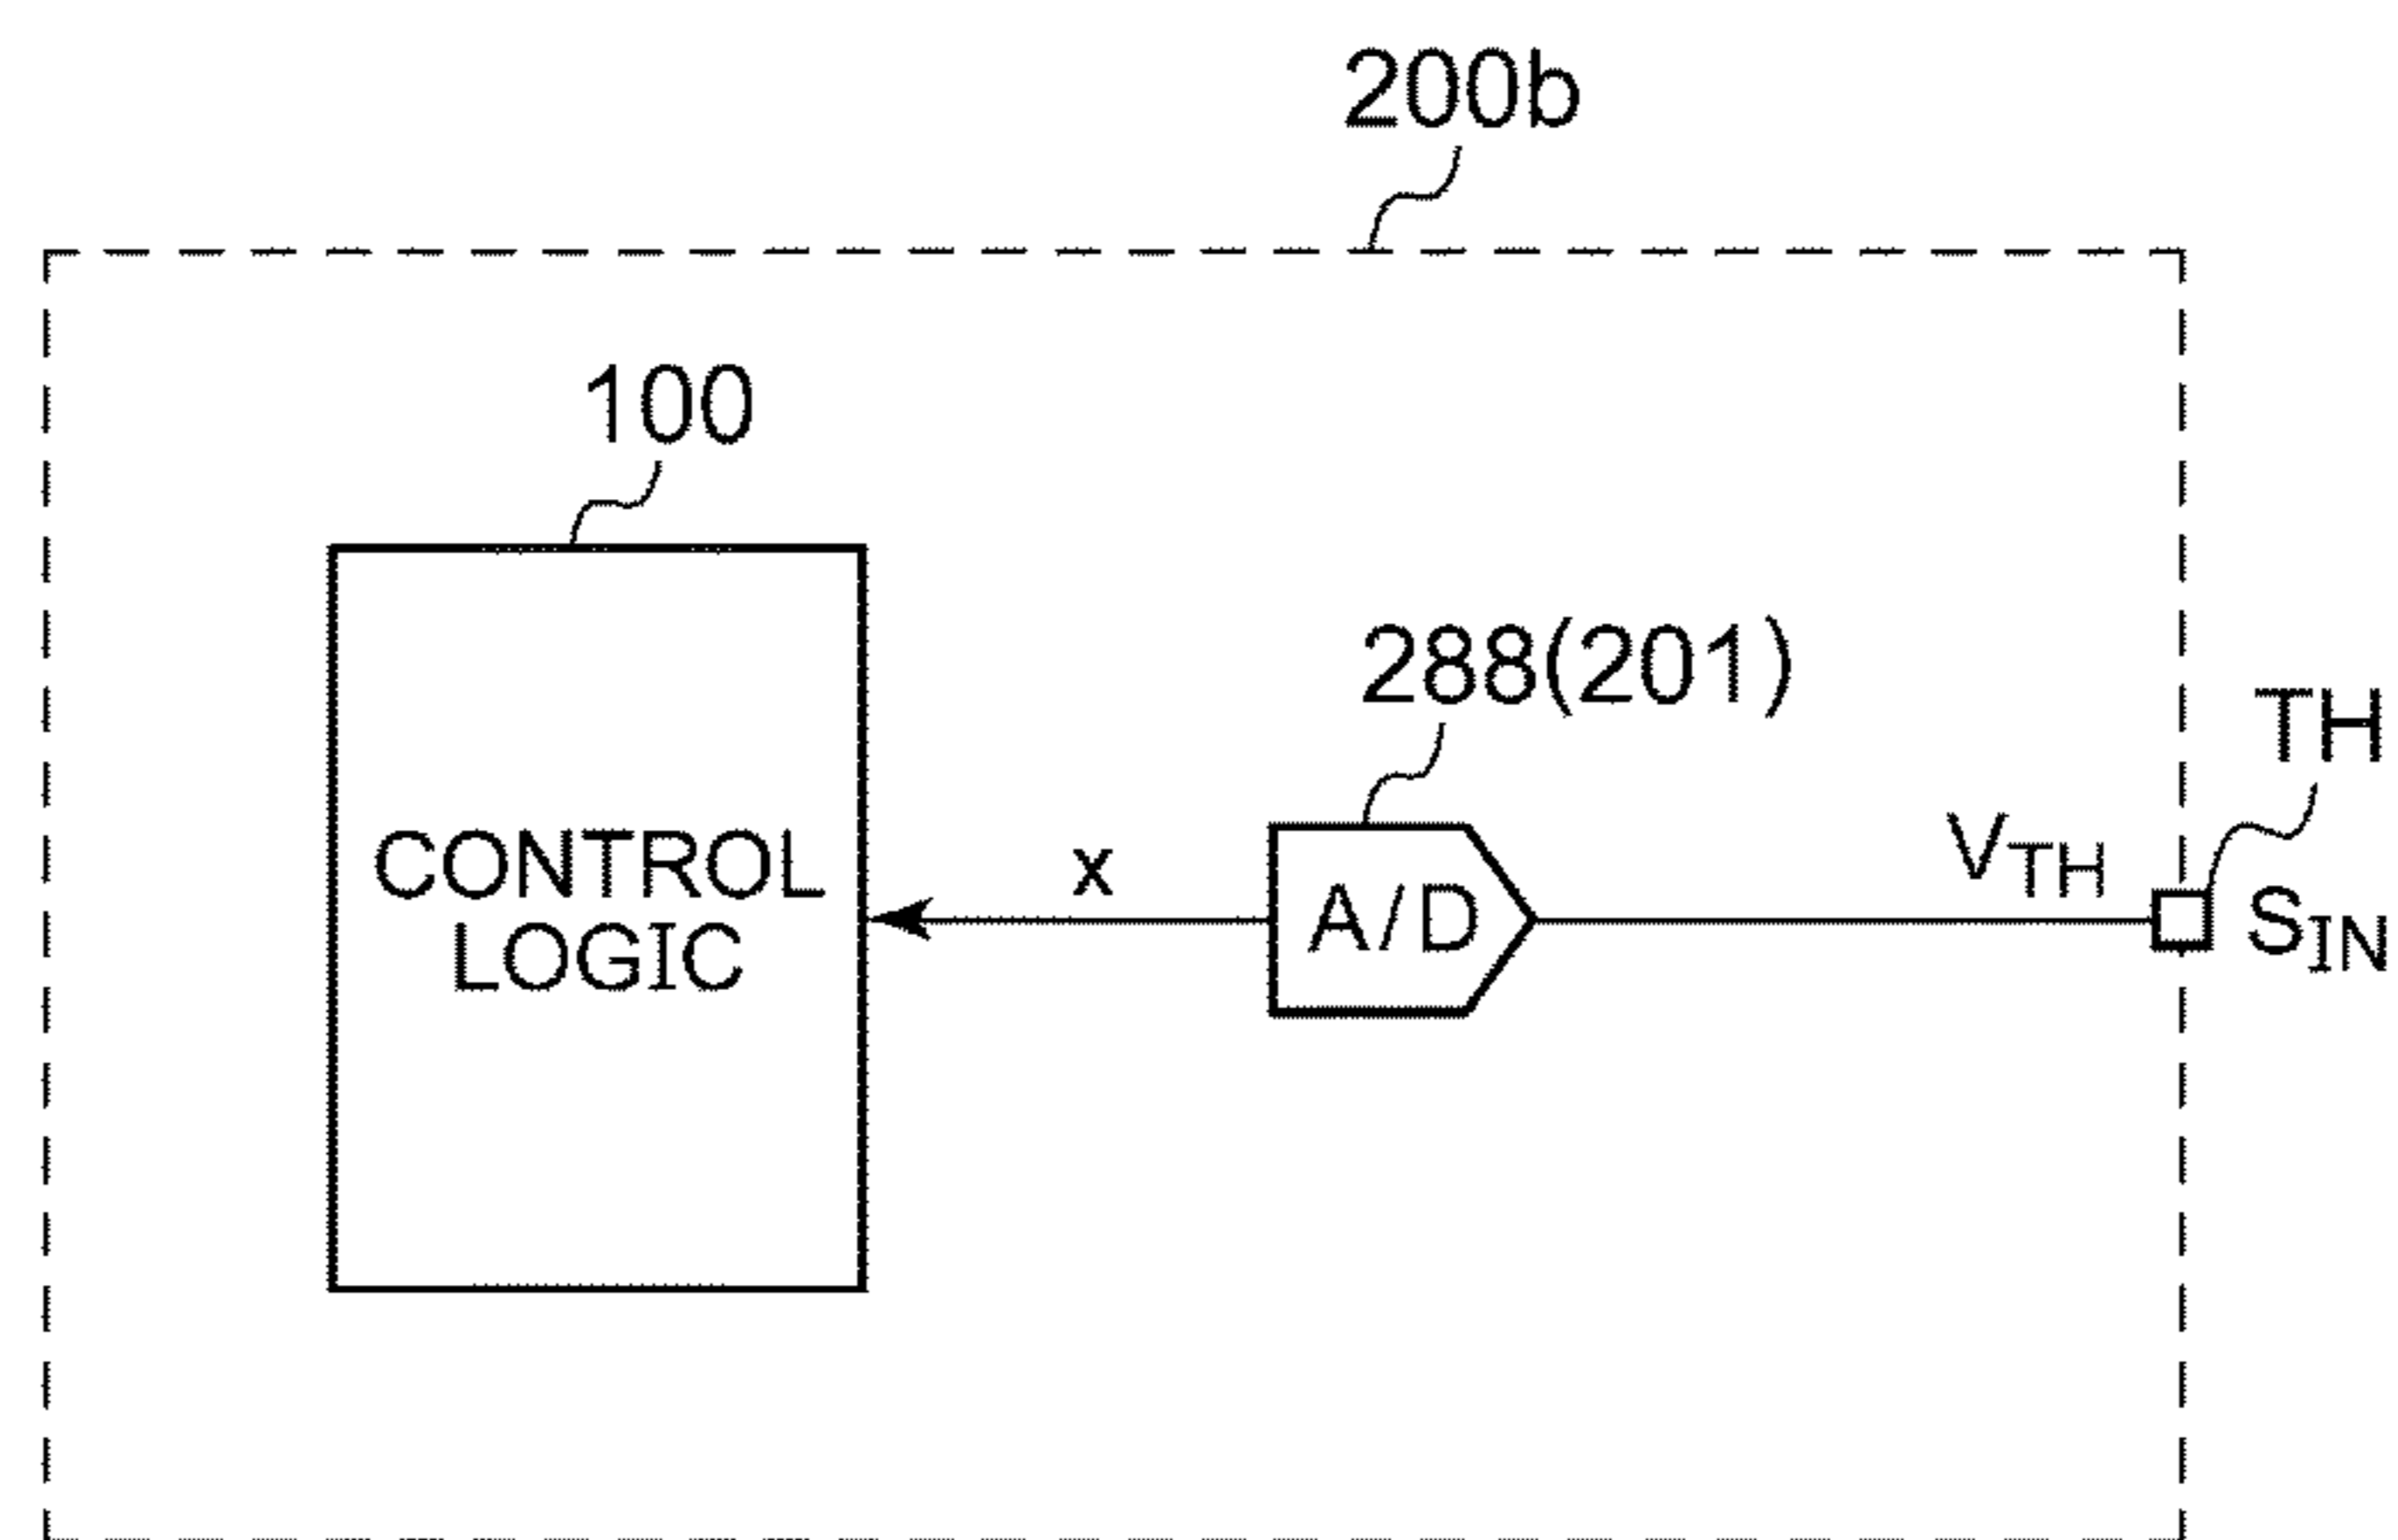 200b
100
288(201)
TH
CONTROL
LOGIC
x
A/D
VTH
SIN